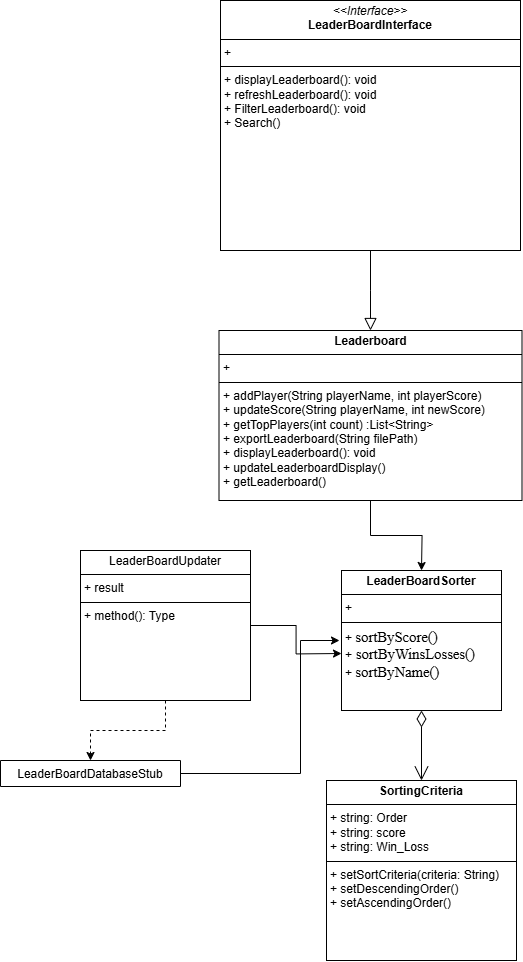 <<Interface>>
LeaderBoardInterface
+
+ displayLeaderboard(): void
+ refreshLeaderboard(): void
+ FilterLeaderboard(): void
+ Search()
Leaderboard
+
+ addPlayer(String playerName, int playerScore)
+ updateScore(String playerName, int newScore)
+ getTopPlayers(int count) :List<String>
+ exportLeaderboard(String filePath)
+ displayLeaderboard(): void
+ updateLeaderboardDisplay()
+ getLeaderboard()
LeaderBoardUpdater
+ result
+ method(): Type
LeaderBoardSorter
+
+ sortByScore()
+ sortByWinsLosses()
+ sortByName()
LeaderBoardDatabaseStub
SortingCriteria
+ string: Order
+ string: score
+ string: Win_Loss
+ setSortCriteria(criteria: String)
+ setDescendingOrder()
+ setAscendingOrder()